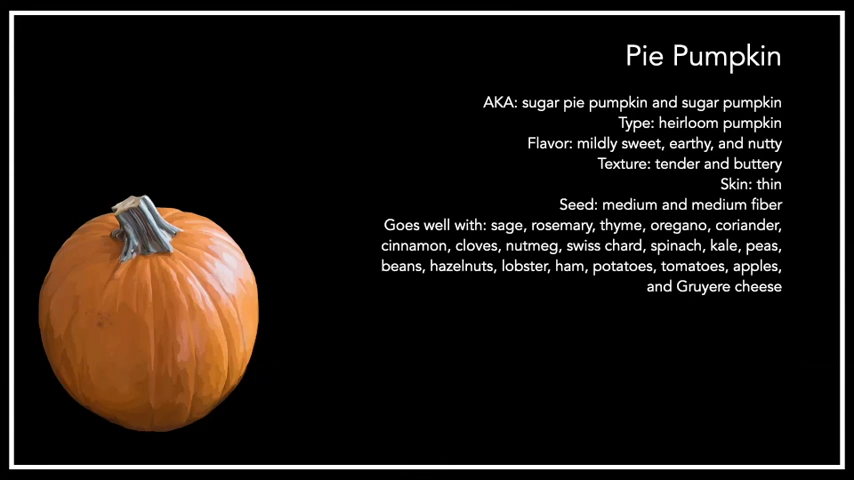 Pie Pumpkin
AKA: sugar pie pumpkin and sugar pumpkin
Type: heirloom pumpkin
Flavor: mildly sweet, earthy, and nutty
Texture: tender and buttery
Skin: thin
Seed: medium and medium fiber
Goes well with: sage, rosemary, thyme, oregano, coriander,
cinnamon, cloves, nutmeg, swiss chard, spinach, kale, peas,
beans, hazelnuts, lobster, ham, potatoes, tomatoes, apples,
and Gruyere cheese